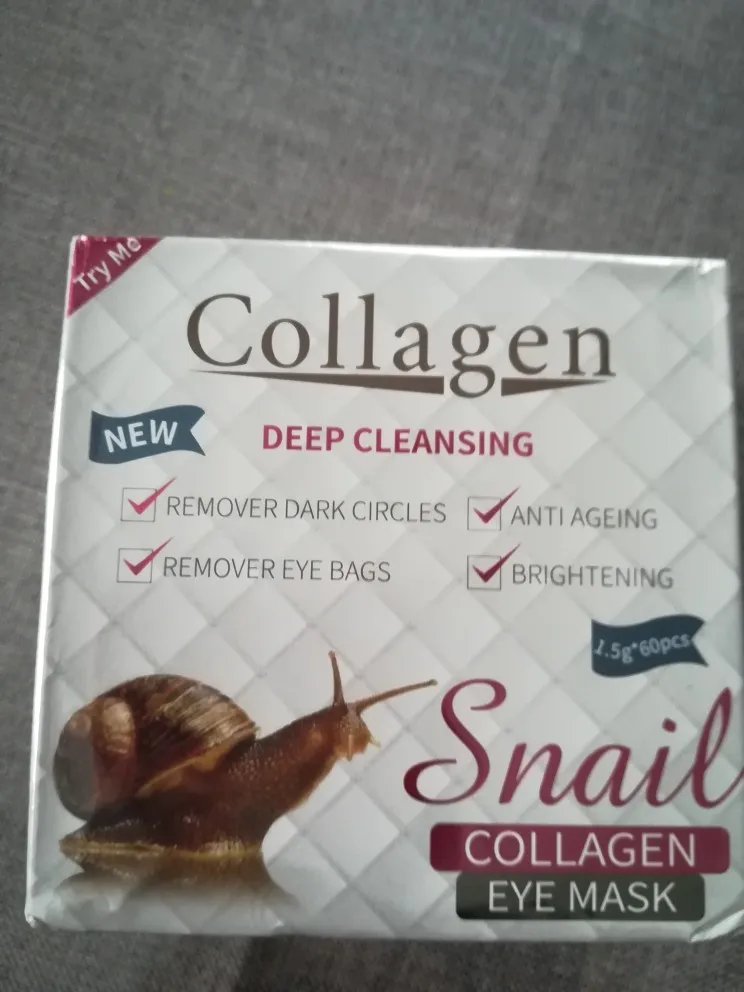 Try Me
Collagen
NEW
DEEP CLEANSING
REMOVER DARK CIRCLES
ANTI AGEING
REMOVER EYE BAGS
BRIGHTENING
1.5g*60pcs
Snail
COLLAGEN
EYE MASK